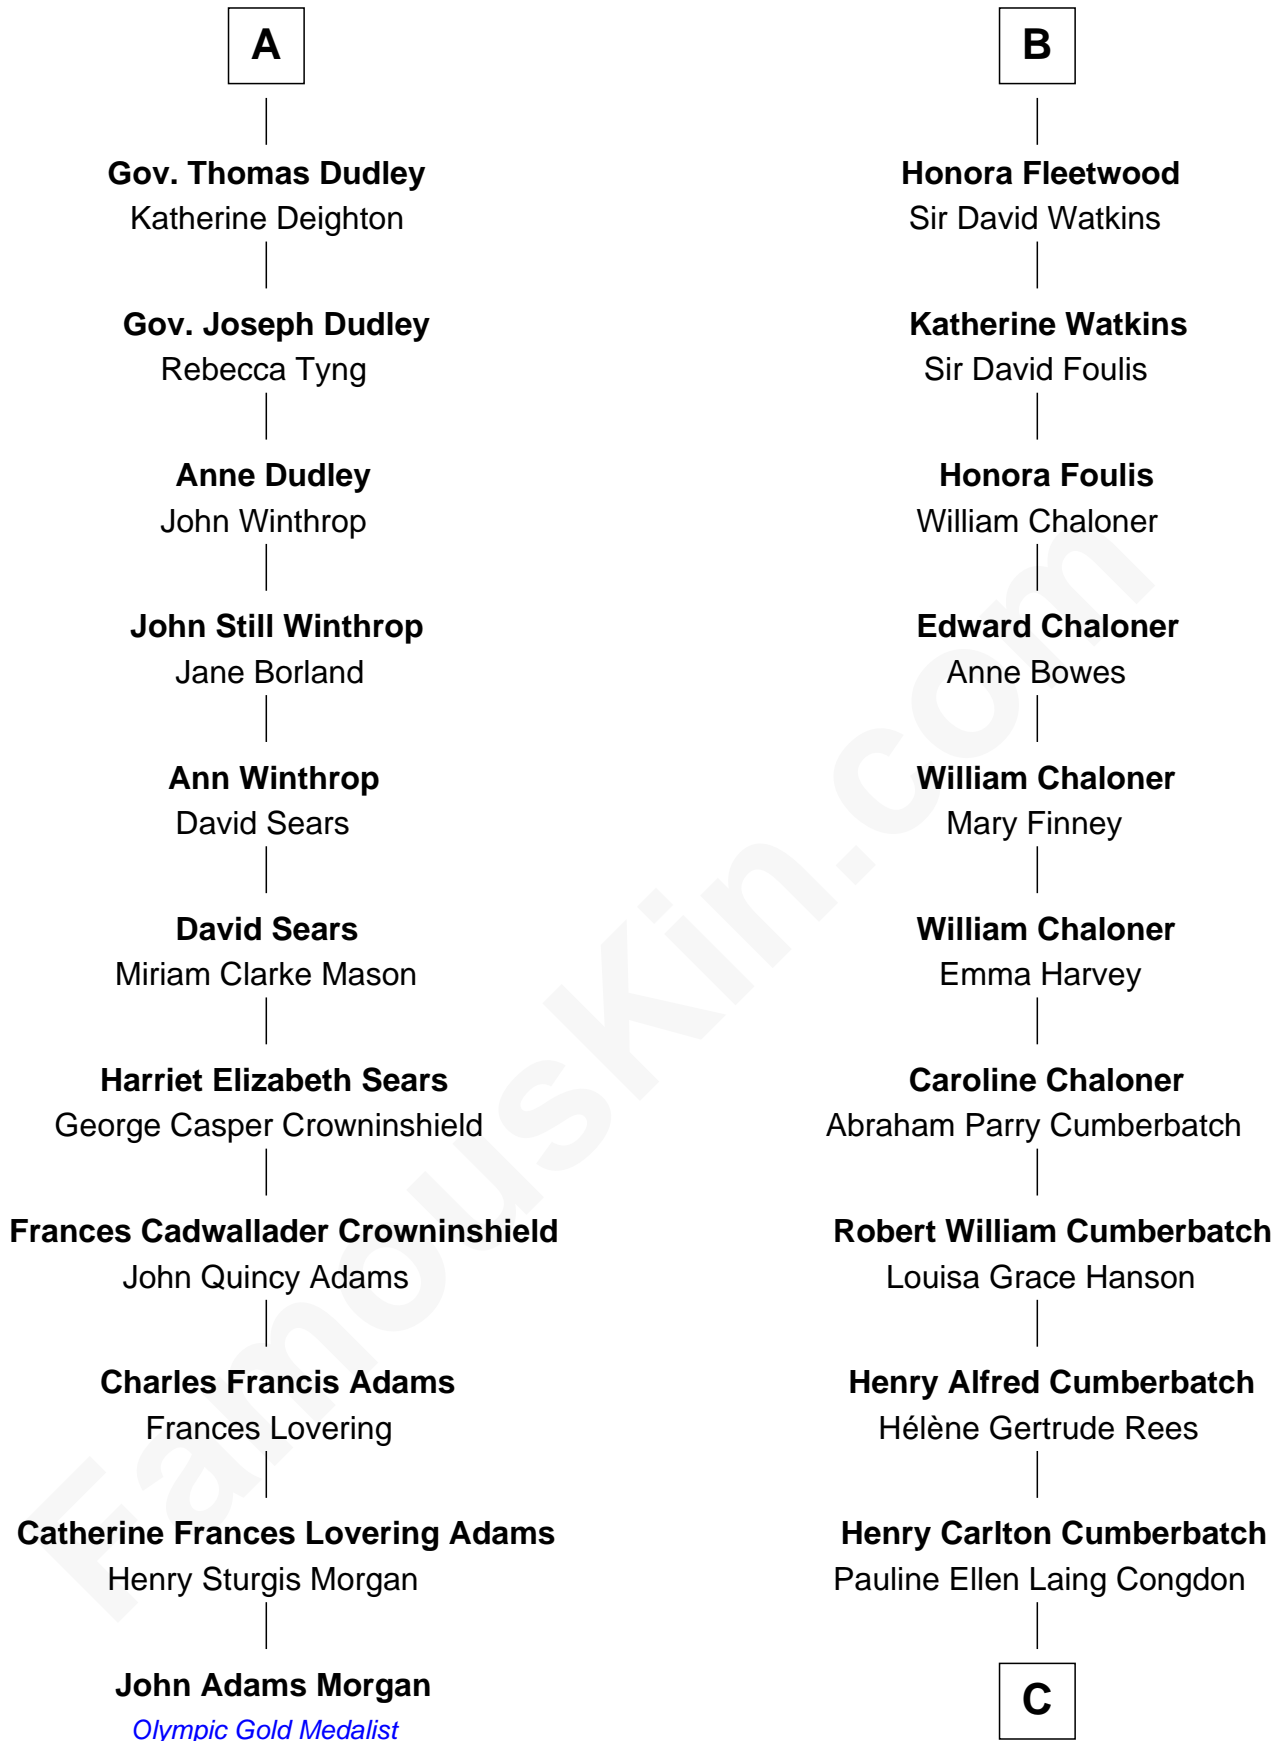 A
Gov. Thomas Dudley
Katherine Deighton
Gov. Joseph Dudley
Rebecca Tyng
Anne Dudley
John Winthrop
John Still Winthrop
Jane Borland
Ann Winthrop
David Sears
David Sears
Miriam Clarke Mason
Harriet Elizabeth Sears
George Casper Crowninshield
Frances Cadwallader Crowninshield
John Quincy Adams
Charles Francis Adams
Frances Lovering
Catherine Frances Lovering Adams
Henry Sturgis Morgan
John Adams Morgan
Olympic Gold Medalist
B
Honora Fleetwood
Sir David Watkins
Katherine Watkins
Sir David Foulis
Honora Foulis
William Chaloner
Edward Chaloner
Anne Bowes
William Chaloner
Mary Finney
William Chaloner
Emma Harvey
Caroline Chaloner
Abraham Parry Cumberbatch
Robert William Cumberbatch
Louisa Grace Hanson
Henry Alfred Cumberbatch
Hélène Gertrude Rees
Henry Carlton Cumberbatch
Pauline Ellen Laing Congdon
C
FamousKin.com